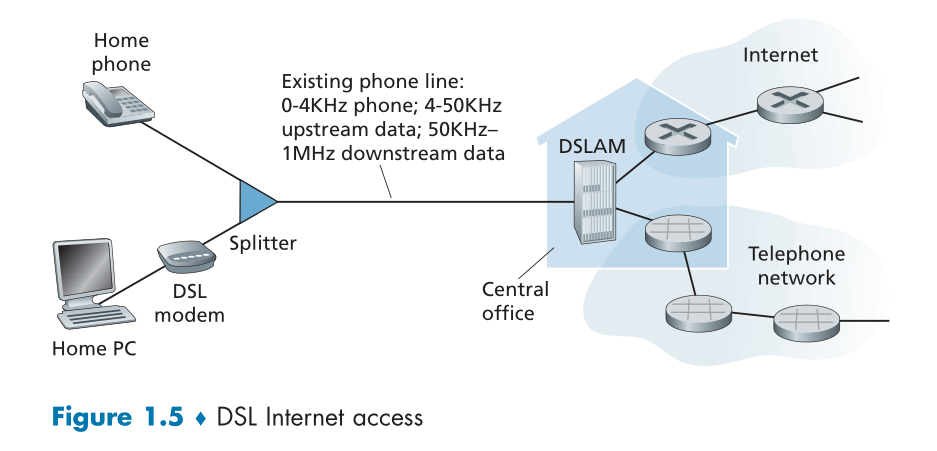 Home
phone
Existing phone line:
0-4KHz phone; 4-50KHz
upstream data; 50KHz–
1MHz downstream data
Internet
DSLAM
Splitter
Telephone
network
DSL
modem
Central
office
Home PC
Figure 1.5 ♦ DSL Internet access